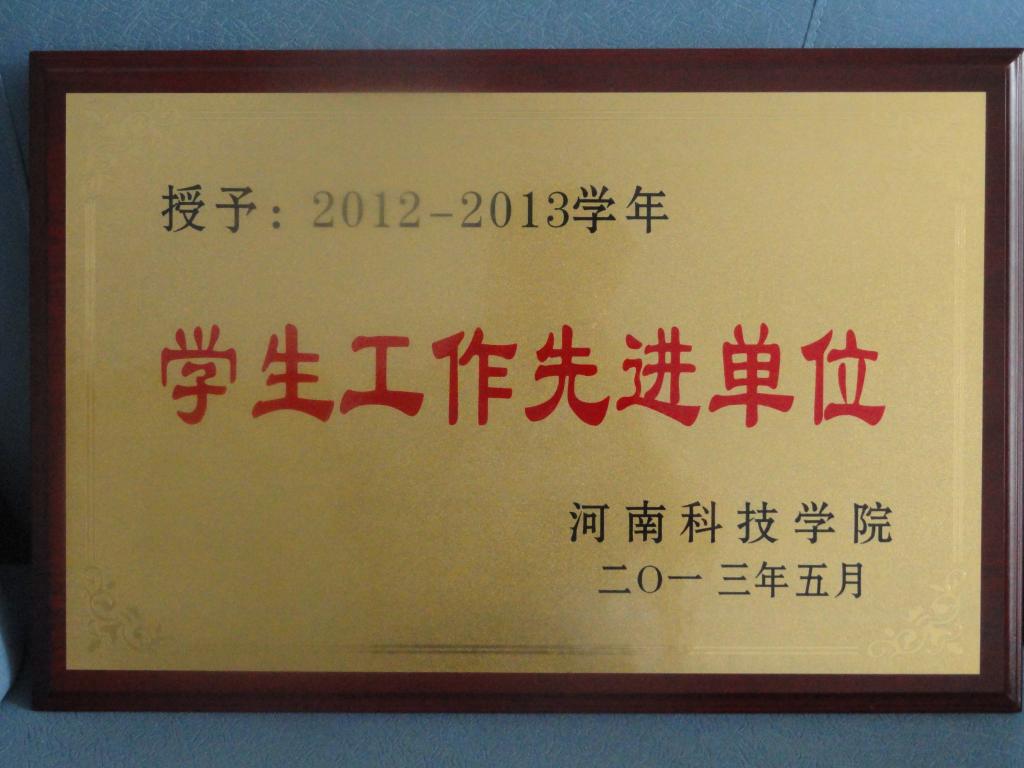 授予：2012-2013学年
学生工作先进单位
河南科技学院
二〇一三年五月